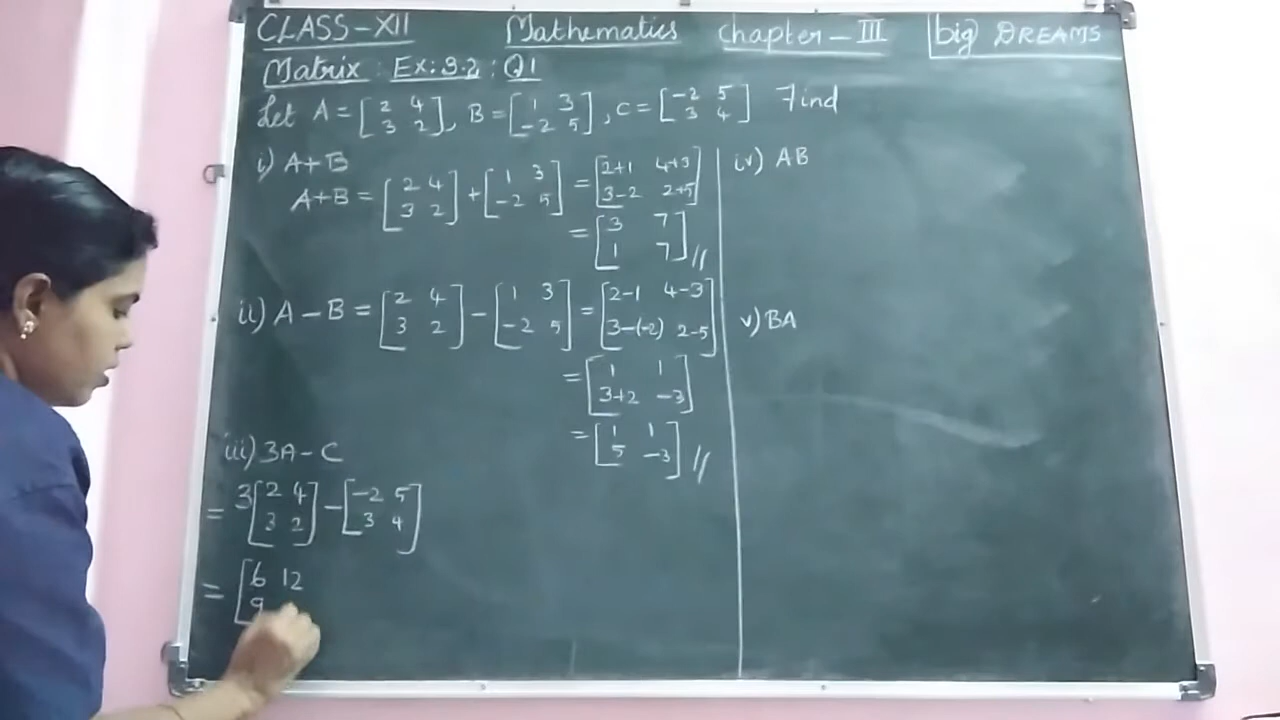 CLASS-XII Mathematics Chapter-III big DREAMS
Matrix : Ex:3.2 : Q1
Let A = [2 4; 3 2], B = [1 3; -2 5], C = [-2 5; 3 4] Find
i) A+B
A+B = [2 4; 3 2] + [1 3; -2 5] = [2+1 4+3; 3-2 2+5]
= [3 7; 1 7] //
ii) A - B = [2 4; 3 2] - [1 3; -2 5] = [2-1 4-3; 3-(-2) 2-5]
= [1 1; 3+2 -3]
= [1 1; 5 -3] //
iii) 3A - C
= 3[2 4; 3 2] - [-2 5; 3 4]
= [6 12; 9
iv) AB
v) BA